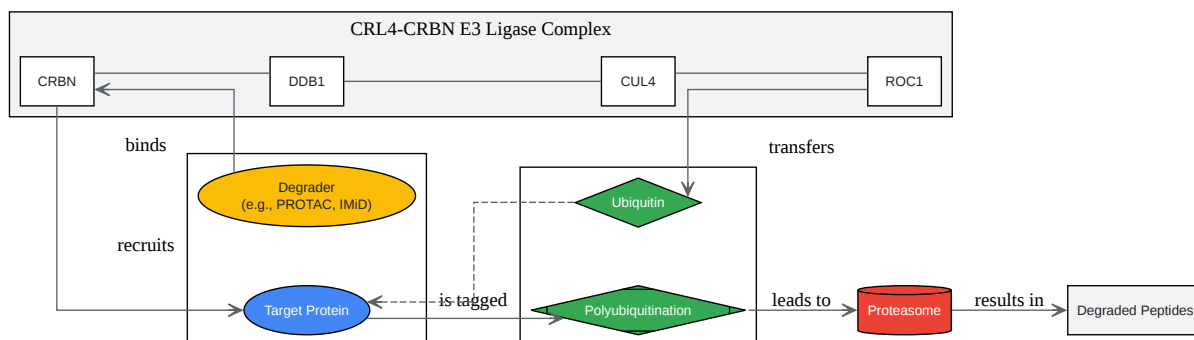 CRL4-CRBN E3 Ligase Complex
CRBN
DDB1
CUL4
ROC1
binds
transfers
Degrader
(e.g., PROTAC, IMiD)
Ubiquitin
recruits
Target Protein
is tagged
Polyubiquitination
leads to
Proteasome
results in
Degraded Peptides